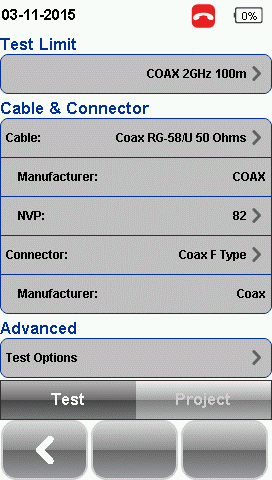 03-11-2015 0%
Test Limit
COAX 2GHz 100m
Cable & Connector
Cable: Coax RG-58/U 50 Ohms
Manufacturer: COAX
NVP: 82
Connector: Coax F Type
Manufacturer: Coax
Advanced
Test Options
Test Project